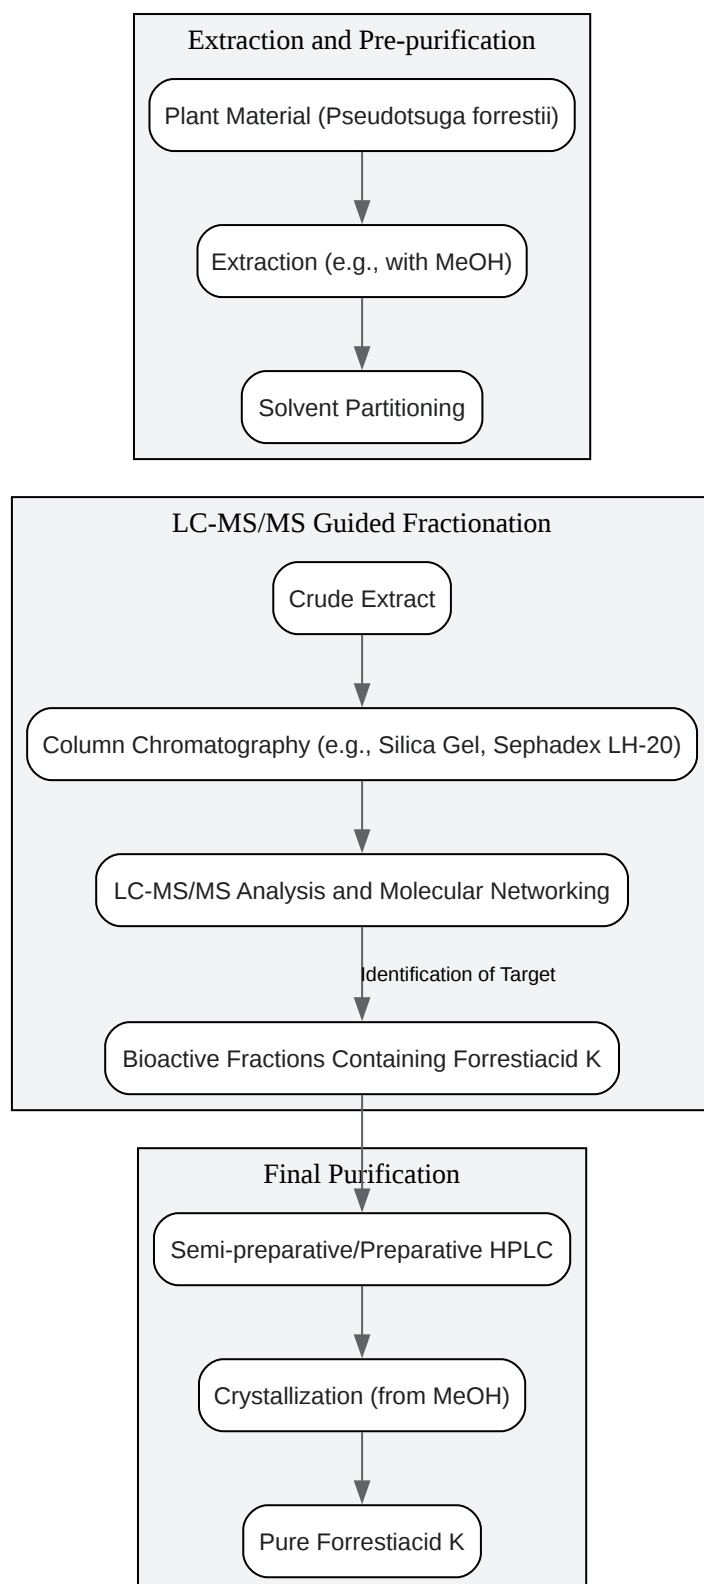 Extraction and Pre-purification
Plant Material (Pseudotsuga forrestii)
Extraction (e.g., with MeOH)
Solvent Partitioning
LC-MS/MS Guided Fractionation
Crude Extract
Column Chromatography (e.g., Silica Gel, Sephadex LH-20)
LC-MS/MS Analysis and Molecular Networking
Identification of Target
Bioactive Fractions Containing Forrestiacid K
Final Purification
Semi-preparative/Preparative HPLC
Crystallization (from MeOH)
Pure Forrestiacid K